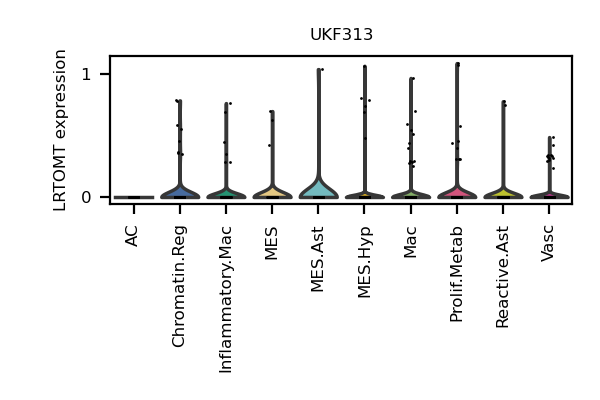 UKF313
LRTOMT expression
1
0
AC
Chromatin.Reg
Inflammatory.Mac
MES
MES.Ast
MES.Hyp
Mac
Prolif.Metab
Reactive.Ast
Vasc